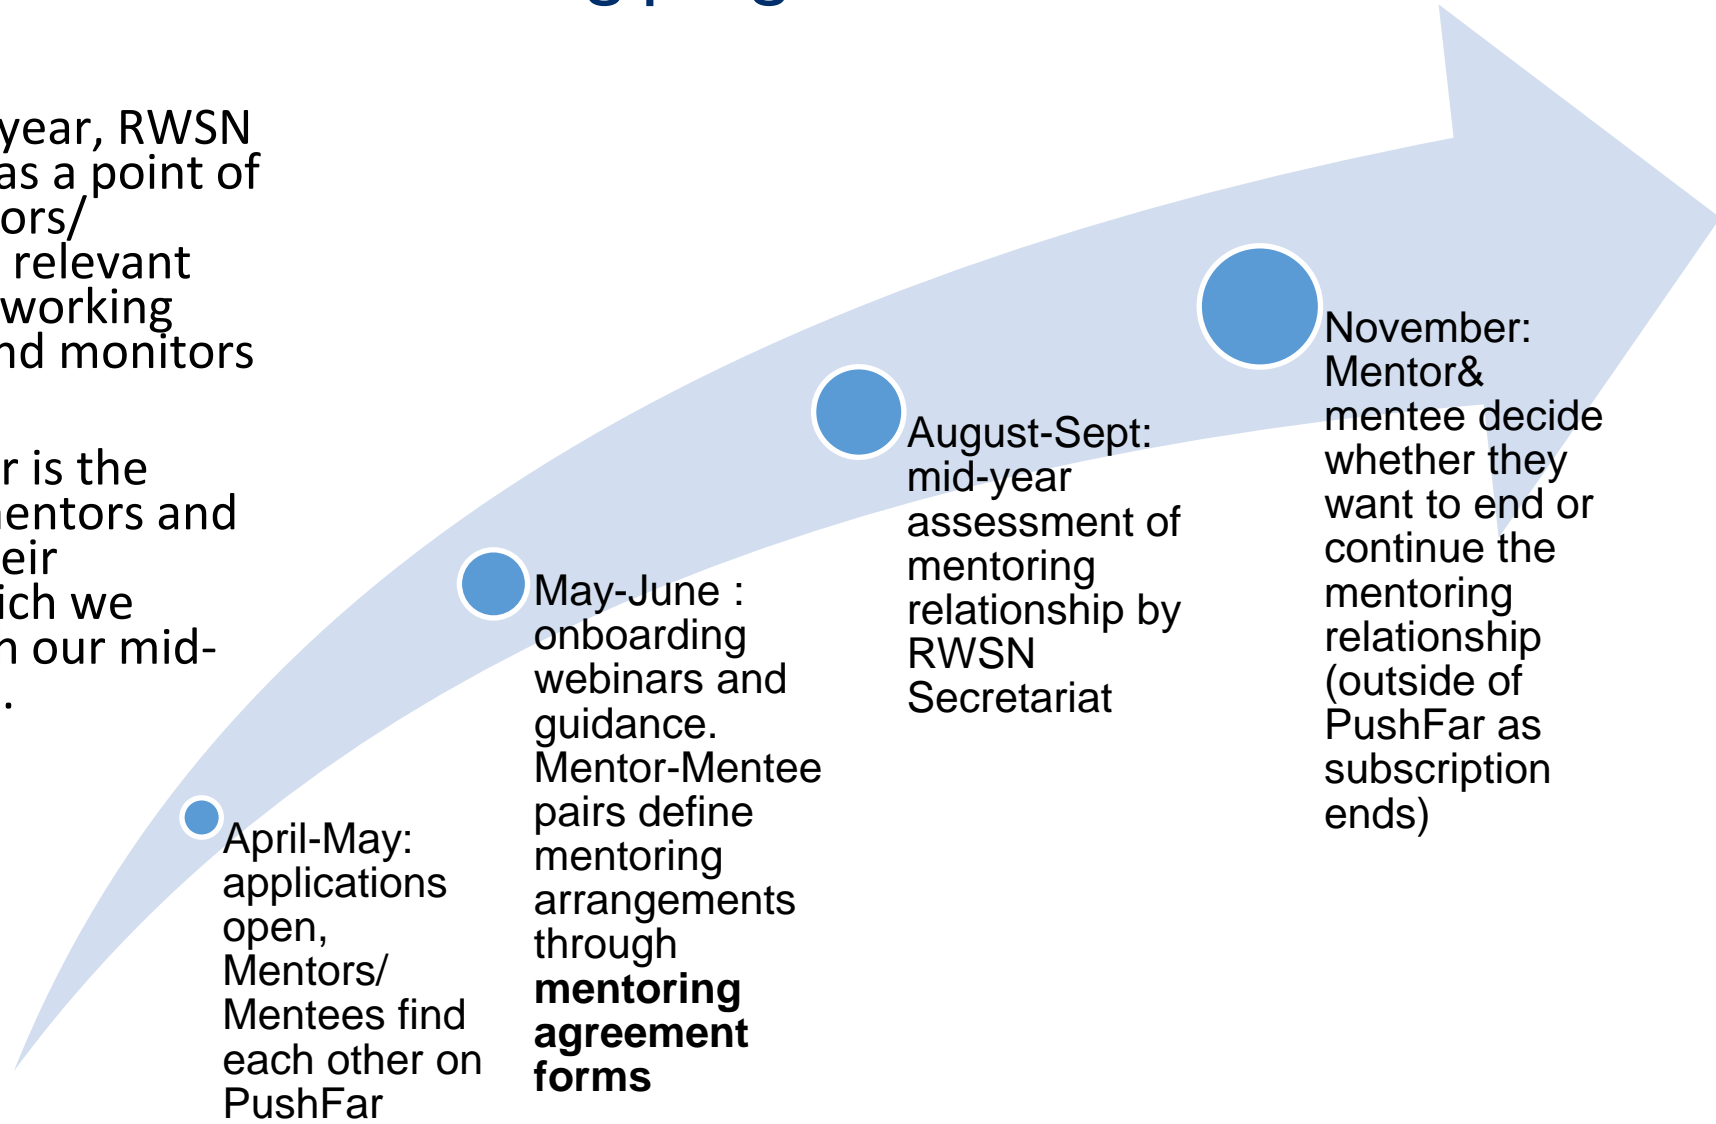 year, RWSN
as a point of
ors/
relevant
working
nd monitors
r is the
nentors and
eir
ich we
n our mid-
.
April-May:
applications
open,
Mentors/
Mentees find
each other on
PushFar
May-June :
onboarding
webinars and
guidance.
Mentor-Mentee
pairs define
mentoring
arrangements
through
mentoring
agreement
forms
August-Sept:
mid-year
assessment of
mentoring
relationship by
RWSN
Secretariat
November:
Mentor&
mentee decide
whether they
want to end or
continue the
mentoring
relationship
(outside of
PushFar as
subscription
ends)